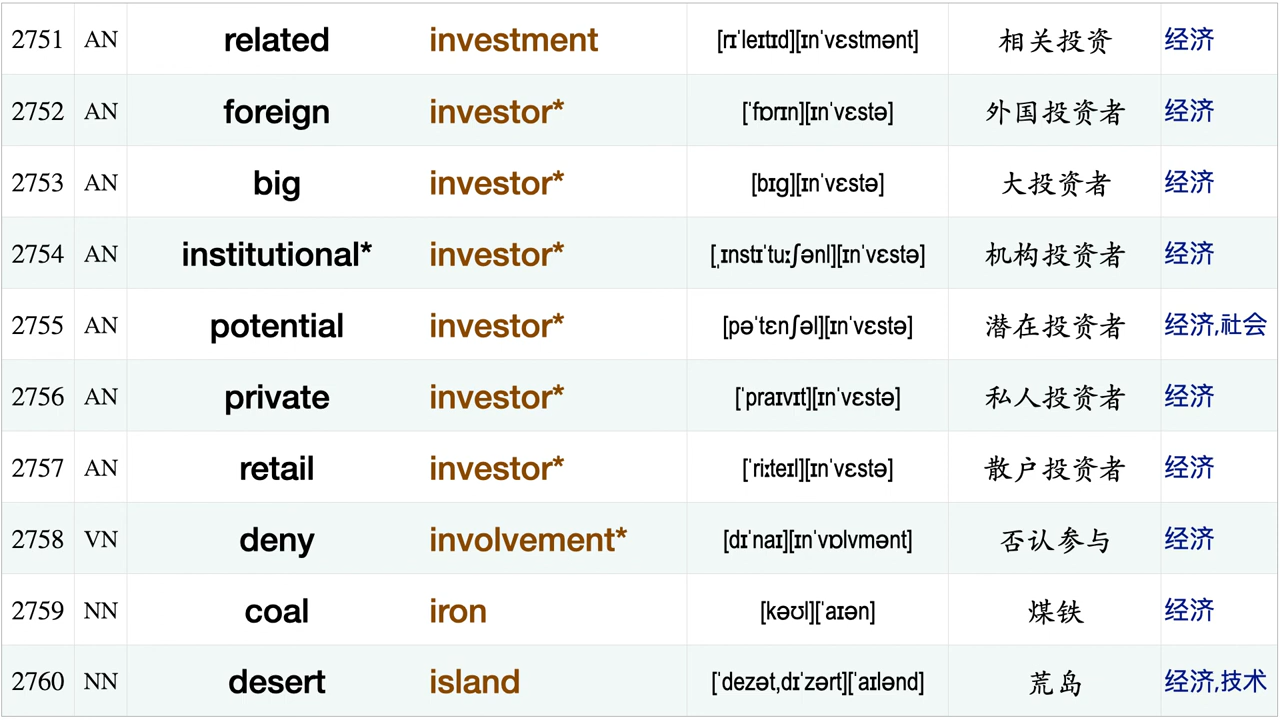 2751 AN related investment [rɪˈleɪtɪd][ɪnˈvɛstmənt] 相关投资 经济
2752 AN foreign investor* [ˈfɒrɪn][ɪnˈvɛstə] 外国投资者 经济
2753 AN big investor* [bɪɡ][ɪnˈvɛstə] 大投资者 经济
2754 AN institutional* investor* [ˌɪnstɪˈtuːʃənl][ɪnˈvɛstə] 机构投资者 经济
2755 AN potential investor* [pəˈtɛnʃəl][ɪnˈvɛstə] 潜在投资者 经济,社会
2756 AN private investor* [ˈpraɪvɪt][ɪnˈvɛstə] 私人投资者 经济
2757 AN retail investor* [ˈriːteɪl][ɪnˈvɛstə] 散户投资者 经济
2758 VN deny involvement* [dɪˈnaɪ][ɪnˈvɒlvmənt] 否认参与 经济
2759 NN coal iron [kəʊl][ˈaɪən] 煤铁 经济
2760 NN desert island [ˈdezət,dɪˈzərt][ˈaɪlənd] 荒岛 经济,技术